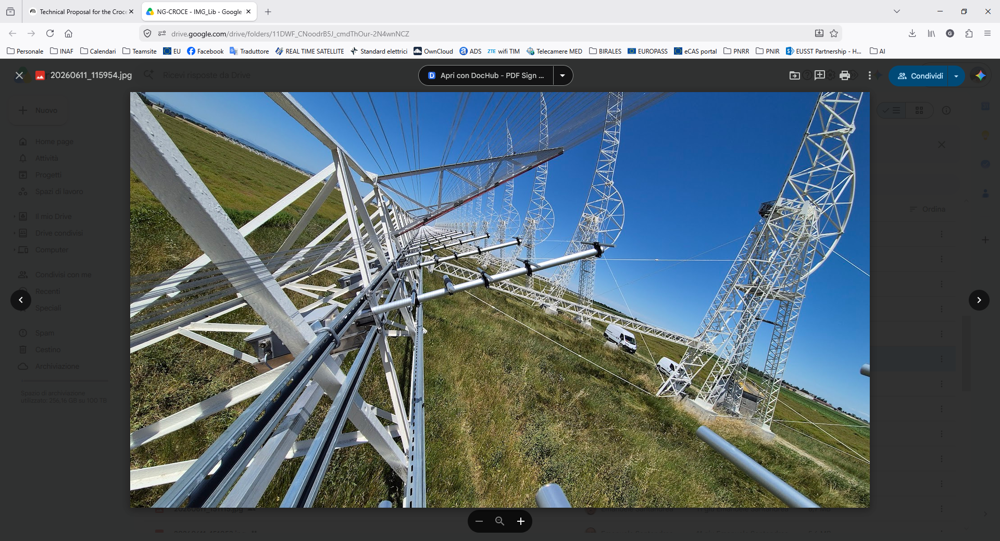 Technical Proposal for the Croce
NG-CROCE - IMG_Lib - Google
drive.google.com/drive/folders/11DWF_CNoodrB5J_cmdThOur-2N4wnNCZ
Personale INAF Calendari Teamsite EU Facebook Traduttore REAL TIME SATELLITE Standard elettrici OwnCloud ADS ZTE wifi TIM Telecamere MED BIRALES EUROPASS eCAS portal PNRR PNIR EUSST Partnership - H... AI
20260611_115954.jpg
Ricevi risposte da Drive
D Apri con DocHub - PDF Sign ...
Condividi
Nuovo
Home page
Attività
Progetti
Spazi di lavoro
Il mio Drive
Drive condivisi
Computer
Condivisi con me
Recenti
Speciali
Spam
Cestino
Archiviazione
Spazio di archiviazione
utilizzato: 256,16 GB su 100 TB
Ordina